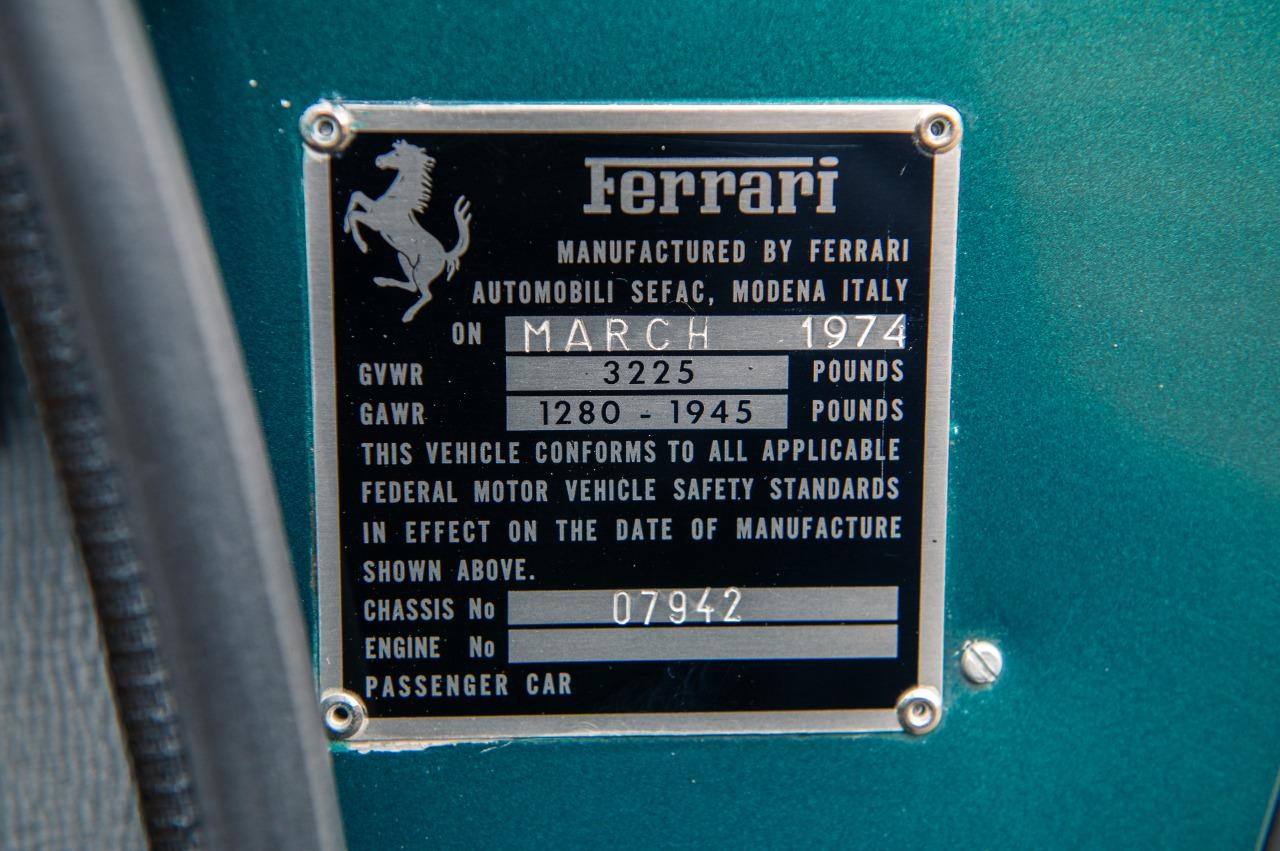 Ferrari
MANUFACTURED BY FERRARI
AUTOMOBILI SEFAC, MODENA ITALY
ON MARCH 1974
GVWR 3225 POUNDS
GAWR 1280 - 1945 POUNDS
THIS VEHICLE CONFORMS TO ALL APPLICABLE
FEDERAL MOTOR VEHICLE SAFETY STANDARDS
IN EFFECT ON THE DATE OF MANUFACTURE
SHOWN ABOVE.
CHASSIS No 07942
ENGINE No
PASSENGER CAR